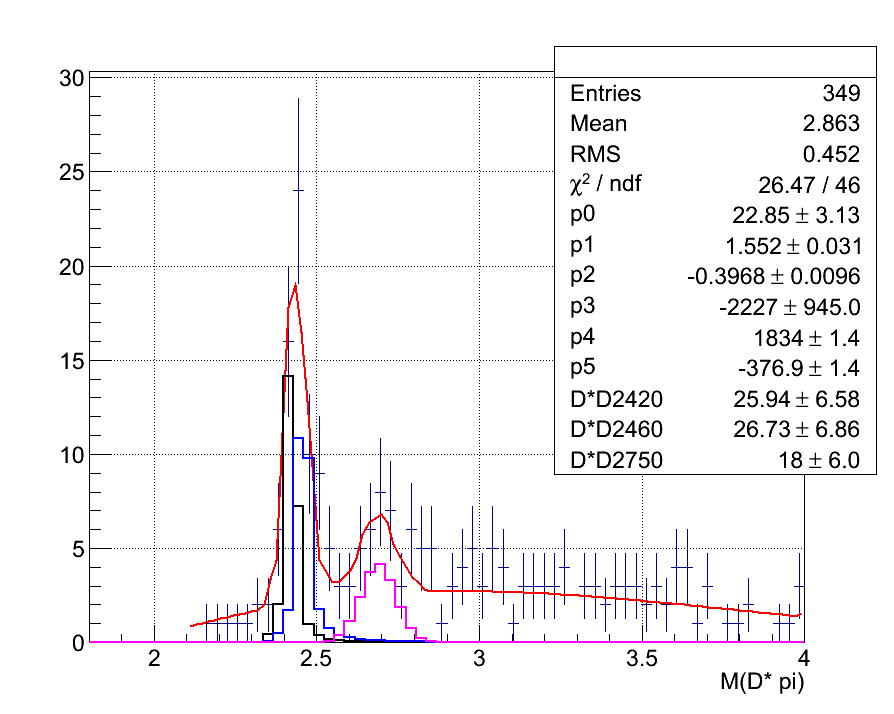 30
25
20
15
10
5
0
2
2.5
3
3.5
4
M(D* pi)
Entries 349
Mean 2.863
RMS 0.452
χ² / ndf 26.47 / 46
p0 22.85 ± 3.13
p1 1.552 ± 0.031
p2 -0.3968 ± 0.0096
p3 -2227 ± 945.0
p4 1834 ± 1.4
p5 -376.9 ± 1.4
D*D2420 25.94 ± 6.58
D*D2460 26.73 ± 6.86
D*D2750 18 ± 6.0